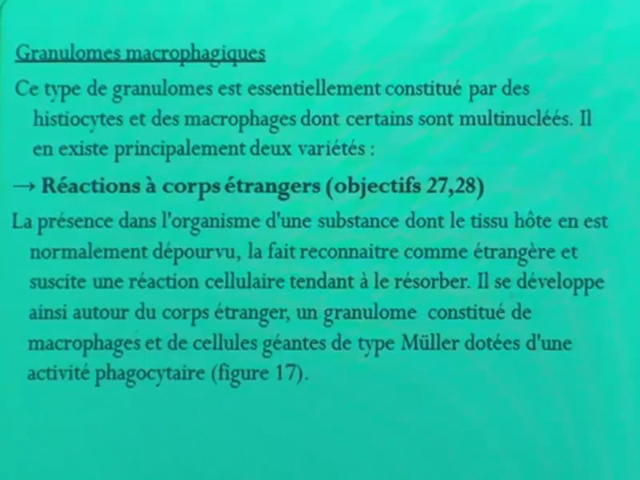 Granulomes macrophagiques
Ce type de granulomes est essentiellement constitué par des
histiocytes et des macrophages dont certains sont multinucléés. Il
en existe principalement deux variétés :
→ Réactions à corps étrangers (objectifs 27,28)
La présence dans l'organisme d'une substance dont le tissu hôte en est
normalement dépourvu, la fait reconnaitre comme étrangère et
suscite une réaction cellulaire tendant à le résorber. Il se développe
ainsi autour du corps étranger, un granulome constitué de
macrophages et de cellules géantes de type Müller dotées d'une
activité phagocytaire (figure 17).